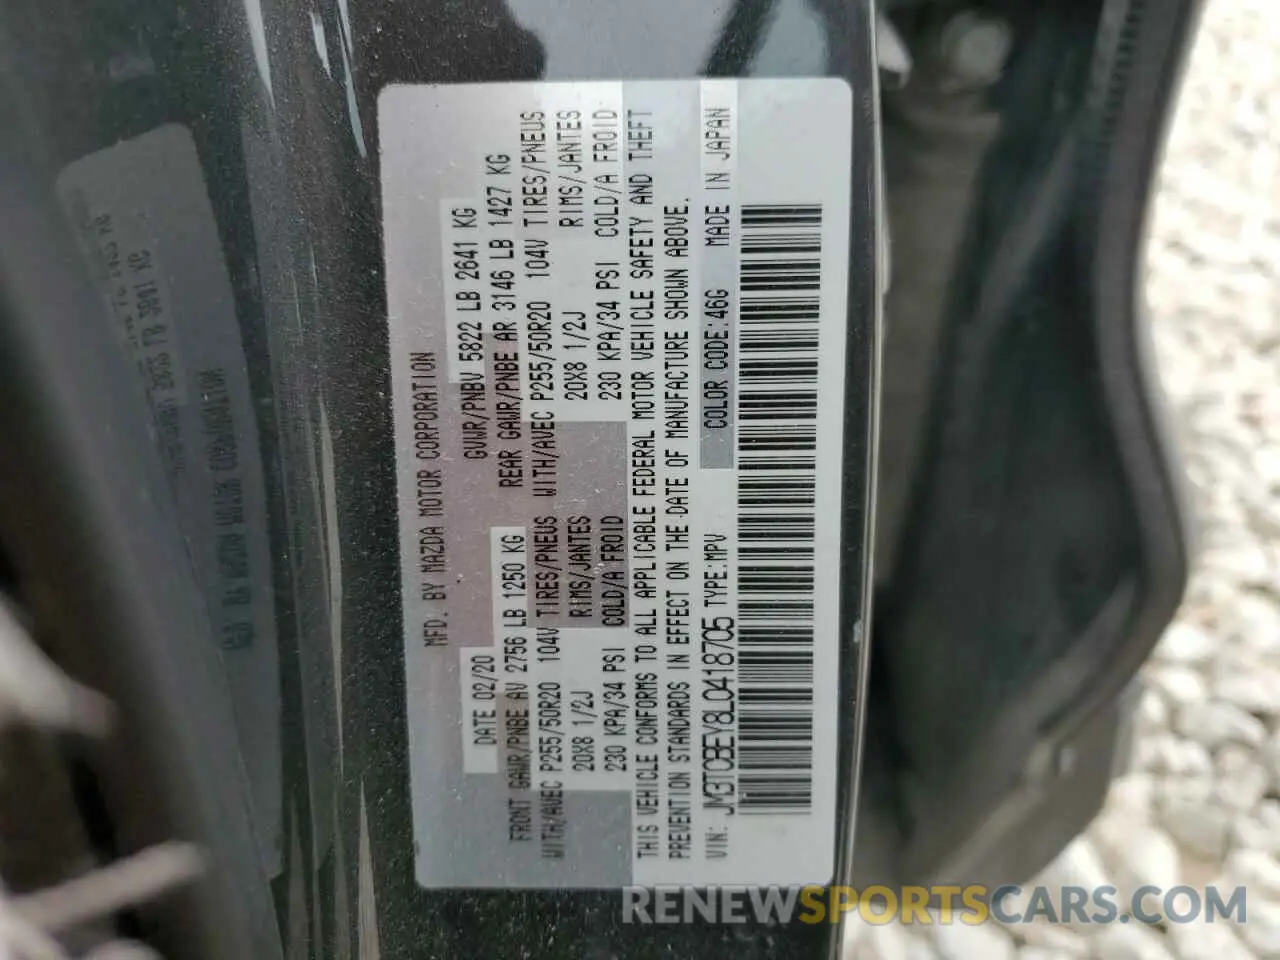 MFD. BY MAZDA MOTOR CORPORATION
DATE 02/20 GVWR/PNBV 5822 LB 2641 KG
FRONT GAWR/PNBE AV 2756 LB 1250 KG REAR GAWR/PNBE AR 3146 LB 1427 KG
WITH/AVEC P255/50R20 104V TIRES/PNEUS WITH/AVEC P255/50R20 104V TIRES/PNEUS
20X8 1/2J RIMS/JANTES 20X8 1/2J RIMS/JANTES
230 KPA/34 PSI COLD/A FROID 230 KPA/34 PSI COLD/A FROID
THIS VEHICLE CONFORMS TO ALL APPLICABLE FEDERAL MOTOR VEHICLE SAFETY AND THEFT
PREVENTION STANDARDS IN EFFECT ON THE DATE OF MANUFACTURE SHOWN ABOVE.
VIN: JM3TCBEY8L0418705 TYPE:MPV COLOR CODE:46G MADE IN JAPAN
RENEWSPORTSCARS.COM